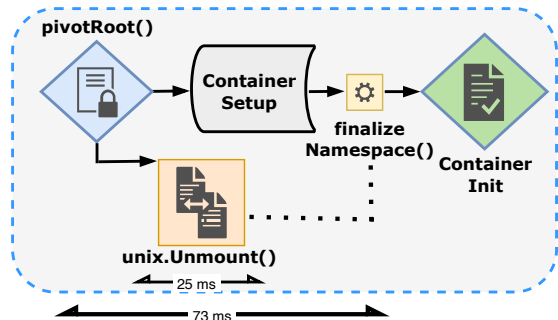 pivotRoot()
Container
Setup
finalize
Namespace()
Container
Init
unix.Unmount()
25 ms
73 ms